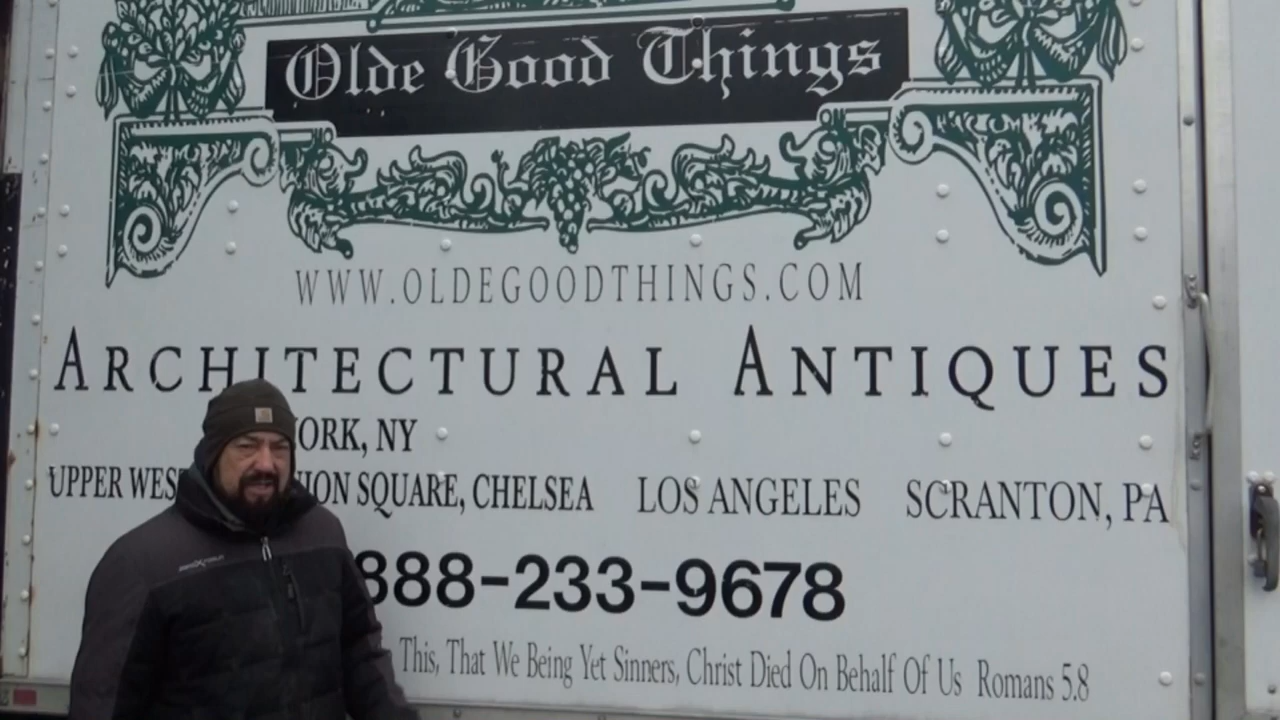 Olde Good Things
WWW.OLDEGOODTHINGS.COM
ARCHITECTURAL ANTIQUES
ORK, NY
UPPER WES ION SQUARE, CHELSEA LOS ANGELES SCRANTON, PA
888-233-9678
This, That We Being Yet Sinners, Christ Died On Behalf Of Us Romans 5.8